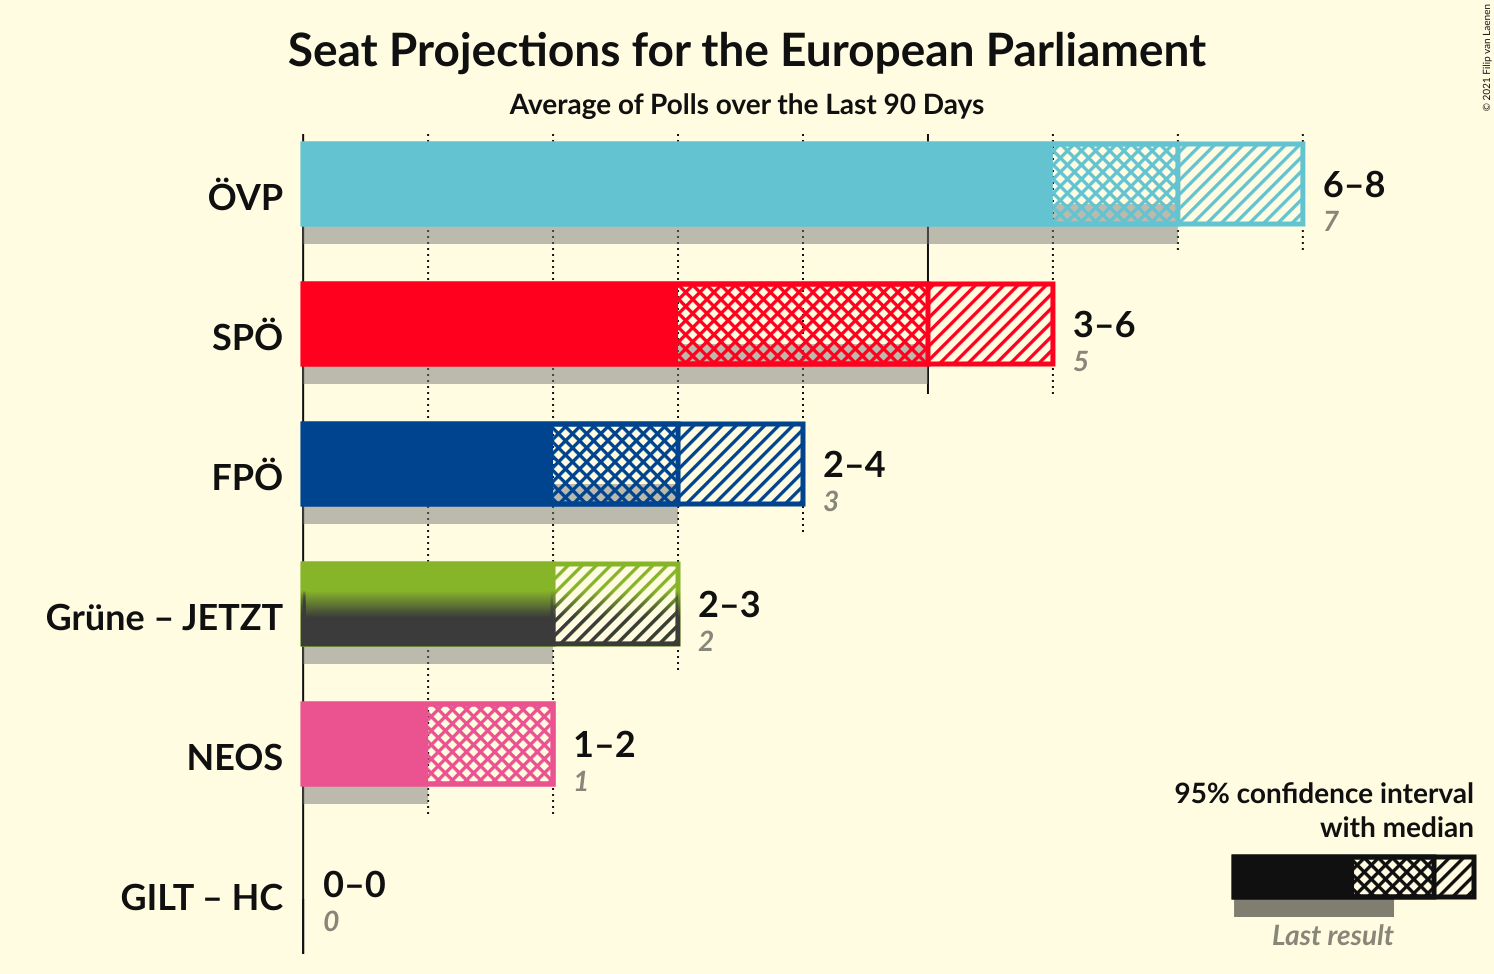 Seat Projections for the European Parliament
Average of Polls over the Last 90 Days
© 2021 Filip van Laenen
ÖVP
6–8
7
SPÖ
3–6
5
FPÖ
2–4
3
Grüne – JETZT
2–3
2
NEOS
1–2
1
GILT – HC
0–0
0
95% confidence interval
with median
Last result